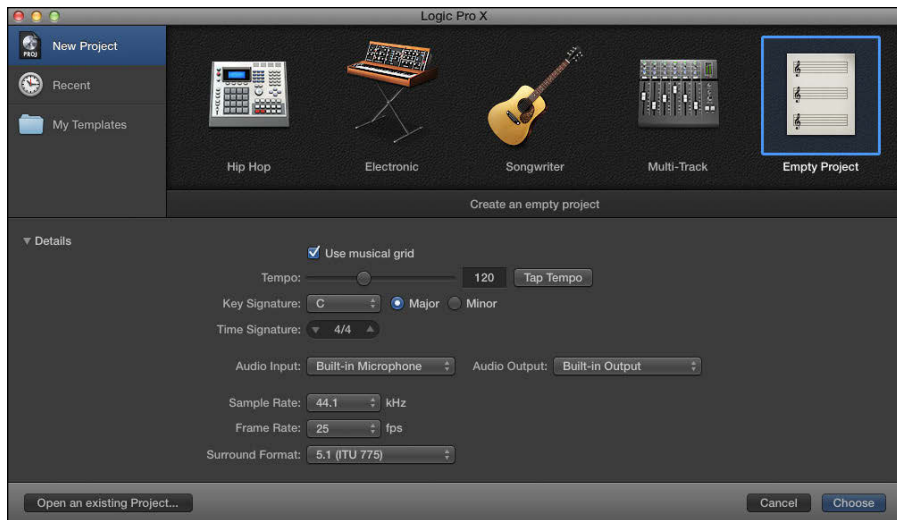 Logic Pro X
PROJ
New Project
Recent
My Templates
Hip Hop
Electronic
Songwriter
Multi-Track
Empty Project
Create an empty project
Details
Use musical grid
Tempo: 120 Tap Tempo
Key Signature: C Major Minor
Time Signature: 4/4
Audio Input: Built-in Microphone Audio Output: Built-in Output
Sample Rate: 44.1 kHz
Frame Rate: 25 fps
Surround Format: 5.1 (ITU 775)
Open an existing Project... Cancel Choose